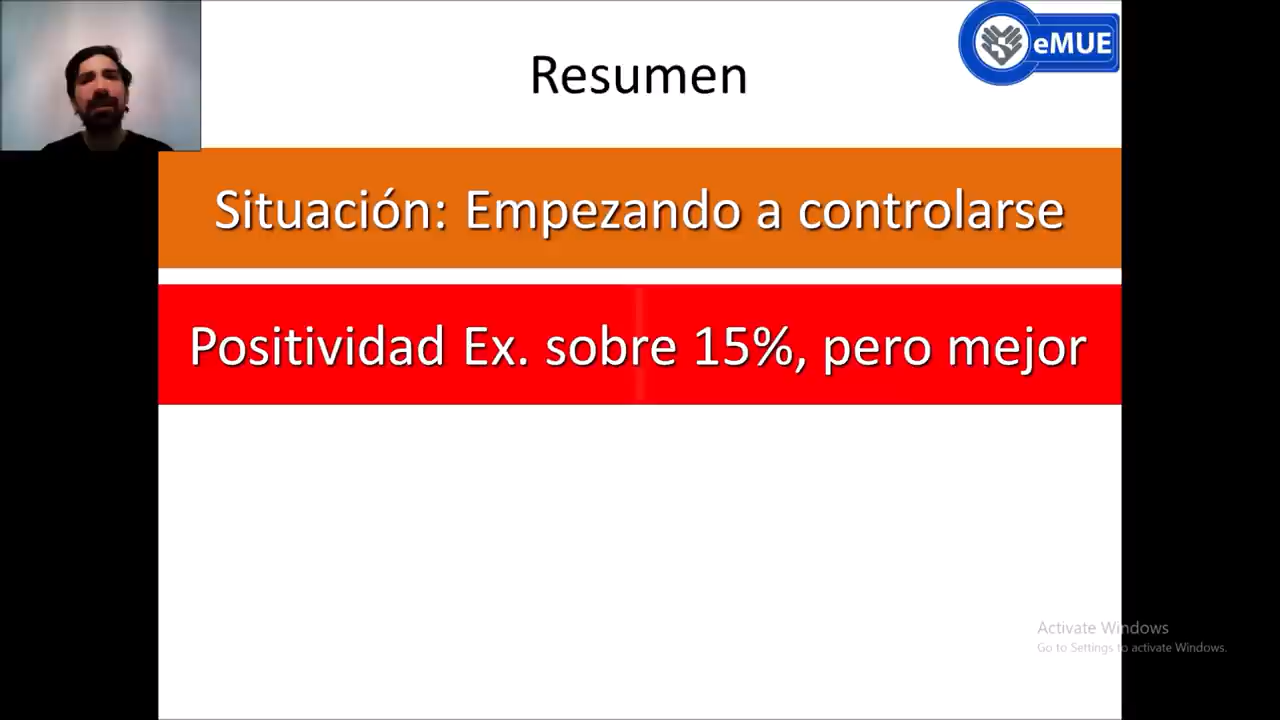 eMUE
Resumen
Situación: Empezando a controlarse
Positividad Ex. sobre 15%, pero mejor
Activate Windows
Go to Settings to activate Windows.